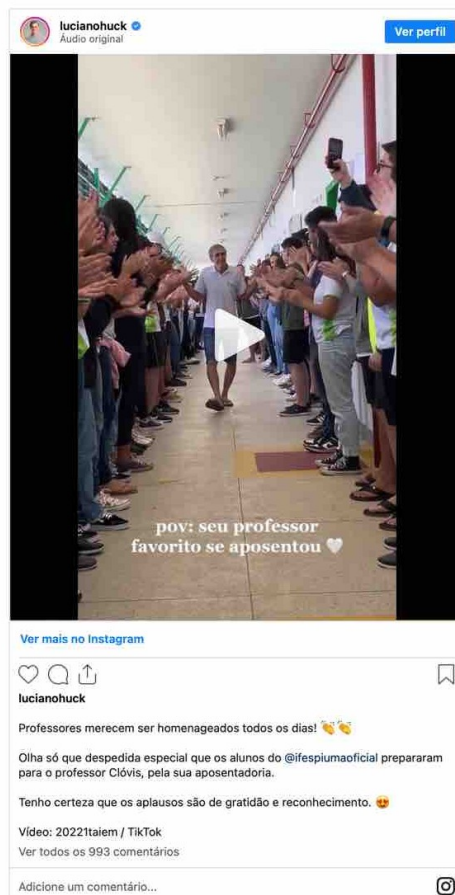 lucianohuck
Áudio original
Ver perfil
pov: seu professor
favorito se aposentou 🤍
Ver mais no Instagram
lucianohuck
Professores merecem ser homenageados todos os dias! 👏👏
Olha só que despedida especial que os alunos do @ifespiumaoficial prepararam
para o professor Clóvis, pela sua aposentadoria.
Tenho certeza que os aplausos são de gratidão e reconhecimento. 😍
Vídeo: 20221taiem / TikTok
Ver todos os 993 comentários
Adicione um comentário...